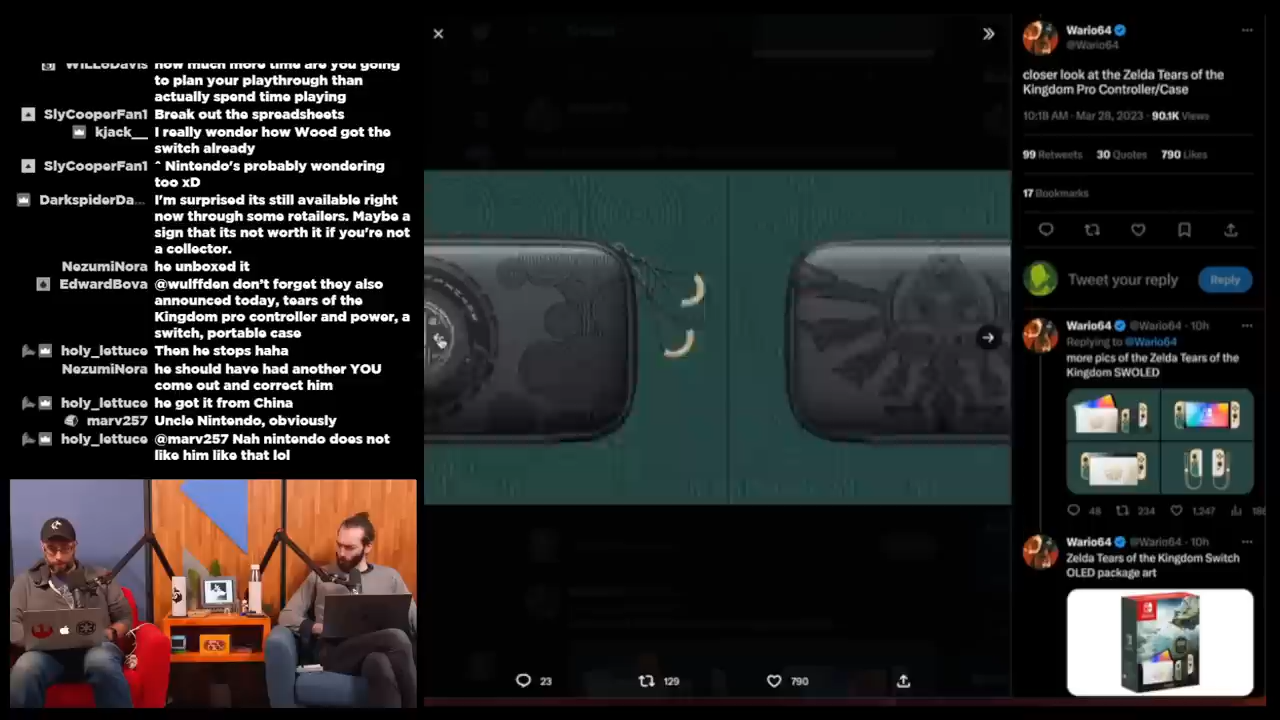 WilloDavis how much more time are you going
to plan your playthrough than
actually spend time playing
SlyCooperFan1 Break out the spreadsheets
kjack__ I really wonder how Wood got the
switch already
SlyCooperFan1 ^ Nintendo's probably wondering
too xD
DarkspiderDa... I'm surprised its still available right
now through some retailers. Maybe a
sign that its not worth it if you're not
a collector.
NezumiNora he unboxed it
EdwardBova @wulffden don't forget they also
announced today, tears of the
Kingdom pro controller and power, a
switch, portable case
holy_lettuce Then he stops haha
NezumiNora he should have had another YOU
come out and correct him
holy_lettuce he got it from China
marv257 Uncle Nintendo, obviously
holy_lettuce @marv257 Nah nintendo does not
like him like that lol
23
129
790
Wario64
@Wario64
closer look at the Zelda Tears of the
Kingdom Pro Controller/Case
10:18 AM · Mar 28, 2023 · 90.1K Views
99 Retweets 30 Quotes 790 Likes
17 Bookmarks
Tweet your reply
Reply
Wario64 @Wario64 · 10h
Replying to @Wario64
more pics of the Zelda Tears of the
Kingdom SWOLED
48 234 1,247 186
Wario64 @Wario64 · 10h
Zelda Tears of the Kingdom Switch
OLED package art